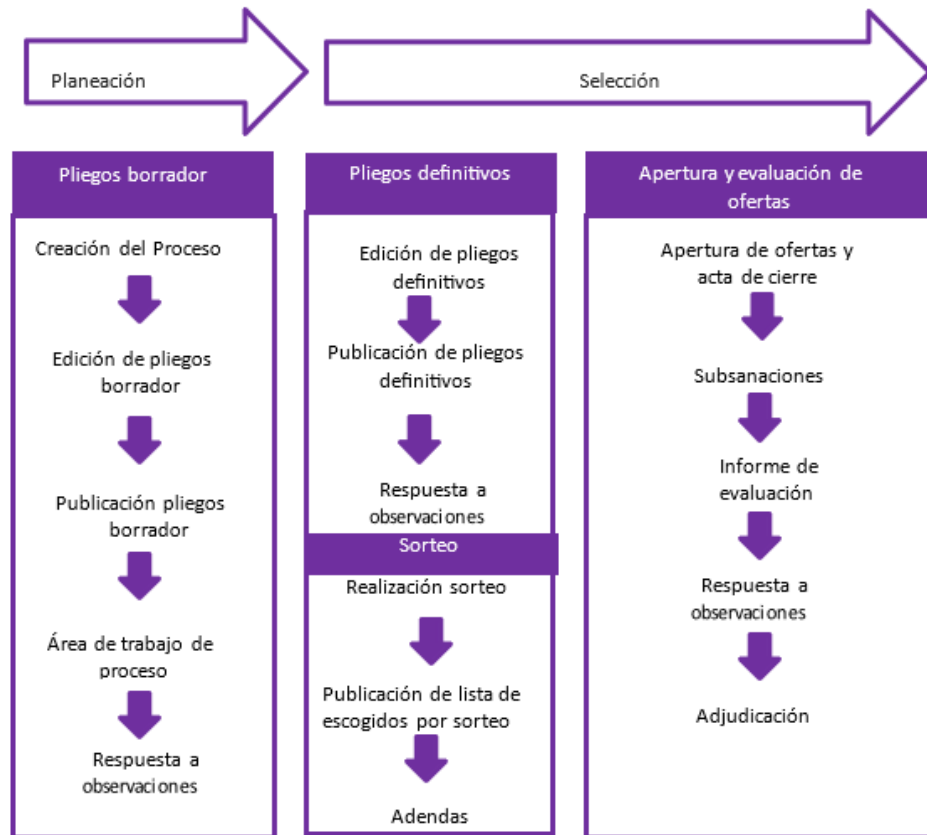 Planeación
Selección
Pliegos borrador
Creación del Proceso
Edición de pliegos
borrador
Publicación pliegos
borrador
Área de trabajo de
proceso
Respuesta a
observaciones
Pliegos definitivos
Edición de pliegos
definitivos
Publicación de pliegos
definitivos
Respuesta a
observaciones
Sorteo
Realización sorteo
Publicación de lista de
escogidos por sorteo
Adendas
Apertura y evaluación de
ofertas
Apertura de ofertas y
acta de cierre
Subsanaciones
Informe de
evaluación
Respuesta a
observaciones
Adjudicación